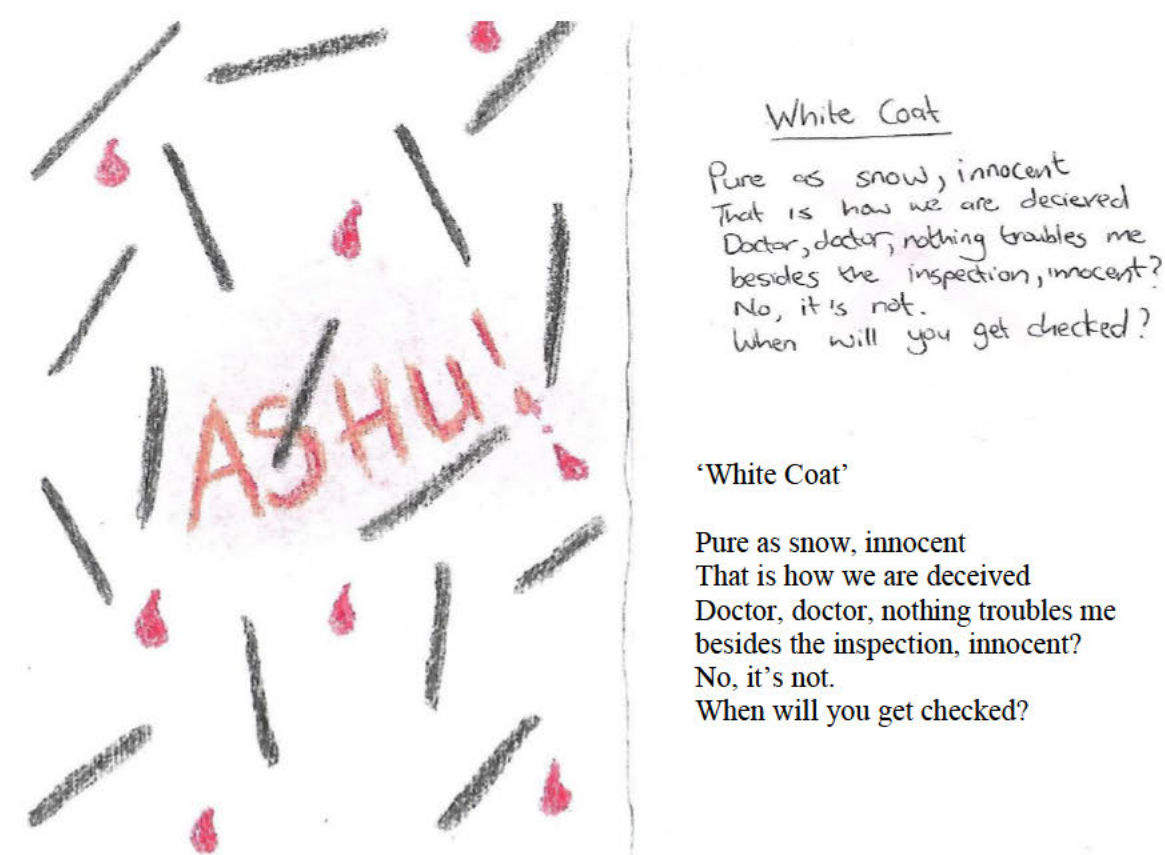 ASHU!
White Coat
Pure as snow, innocent
That is how we are decieved
Doctor, doctor, nothing troubles me
besides the inspection, innocent?
No, it's not.
When will you get checked?
‘White Coat’
Pure as snow, innocent
That is how we are deceived
Doctor, doctor, nothing troubles me
besides the inspection, innocent?
No, it’s not.
When will you get checked?